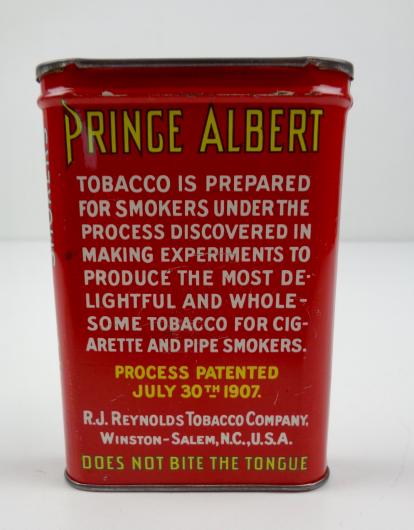 PRINCE ALBERT
TOBACCO IS PREPARED
FOR SMOKERS UNDER THE
PROCESS DISCOVERED IN
MAKING EXPERIMENTS TO
PRODUCE THE MOST DE-
LIGHTFUL AND WHOLE-
SOME TOBACCO FOR CIG-
ARETTE AND PIPE SMOKERS.
PROCESS PATENTED
JULY 30TH 1907.
R.J. REYNOLDS TOBACCO COMPANY,
WINSTON-SALEM, N.C., U.S.A.
DOES NOT BITE THE TONGUE